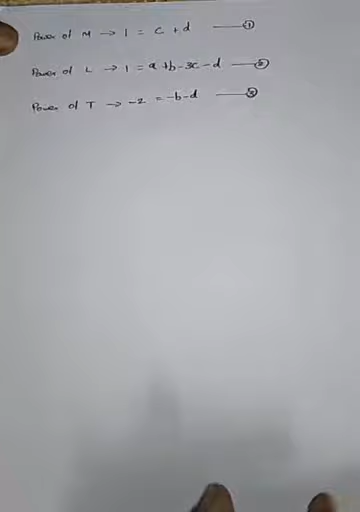 Power of M → 1 = c + d —— ①
Power of L → 1 = a + b - 3c - d —— ②
Power of T → -2 = -b - d —— ③